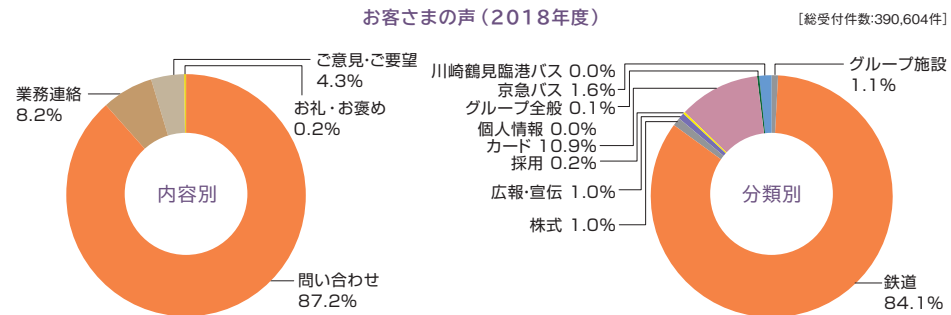 お客さまの声（2018年度）
［総受付件数:390,604件］
ご意見･ご要望
4.3%
業務連絡
8.2%
お礼・お褒め
0.2%
内容別
問い合わせ
87.2%
川崎鶴見臨港バス 0.0%
京急バス 1.6%
グループ全般 0.1%
個人情報 0.0%
カード 10.9%
採用 0.2%
広報･宣伝 1.0%
株式 1.0%
グループ施設
1.1%
分類別
鉄道
84.1%